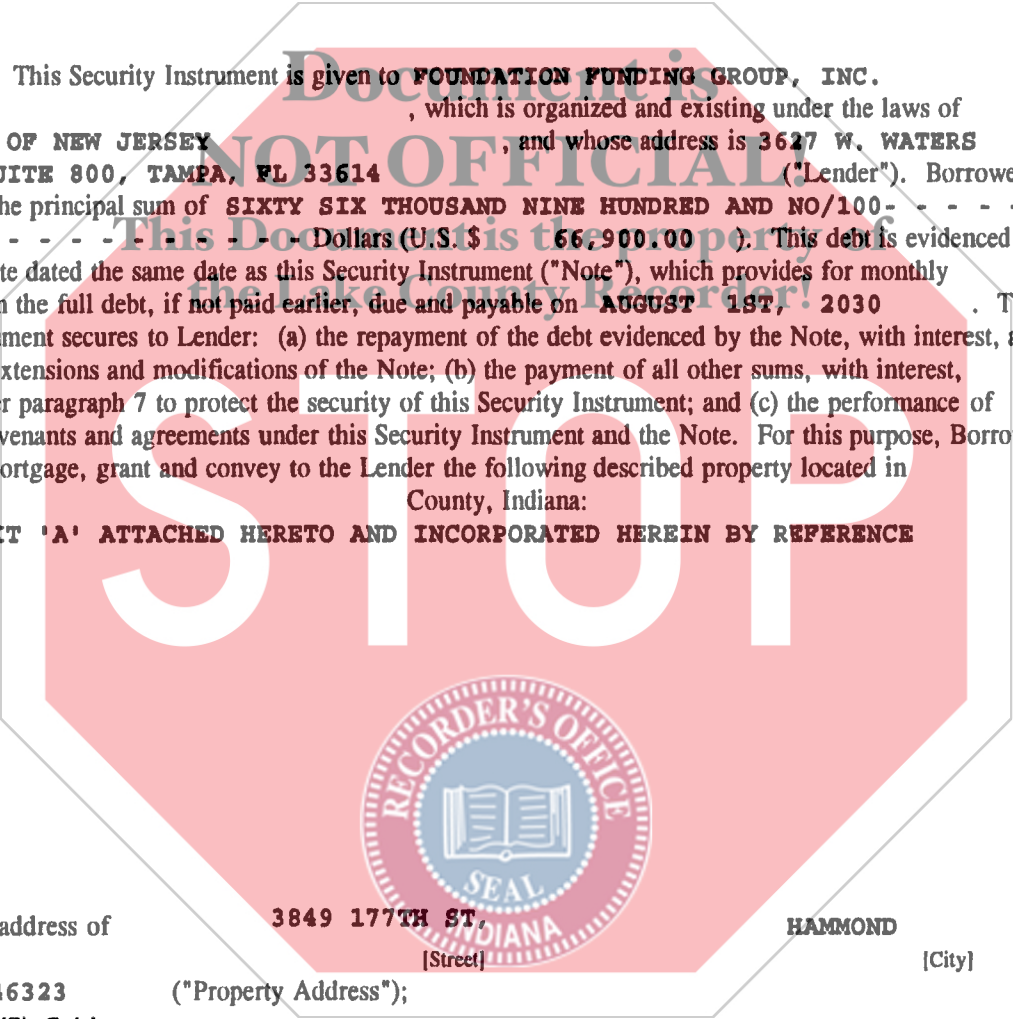 This Security Instrument is given to FOUNDATION FUNDING GROUP, INC.
Document is
, which is organized and existing under the laws of
OF NEW JERSEY , and whose address is 3627 W. WATERS
NOT OFFICIAL
SUITE 800, TAMPA, FL 33614 ("Lender"). Borrowe
he principal sum of SIXTY SIX THOUSAND NINE HUNDRED AND NO/100- - - - -
This Document is the property of
- - - - - - - - - - - - Dollars (U.S. $ 66,900.00 ). This debt is evidenced
te dated the same date as this Security Instrument ("Note"), which provides for monthly
the Lake County Recorder!
h the full debt, if not paid earlier, due and payable on AUGUST 1ST, 2030 . T
ment secures to Lender: (a) the repayment of the debt evidenced by the Note, with interest, a
xtensions and modifications of the Note; (b) the payment of all other sums, with interest,
r paragraph 7 to protect the security of this Security Instrument; and (c) the performance of
venants and agreements under this Security Instrument and the Note. For this purpose, Borro
ortgage, grant and convey to the Lender the following described property located in
County, Indiana:
IT 'A' ATTACHED HERETO AND INCORPORATED HEREIN BY REFERENCE
STOP
RECORDER'S OFFICE
SEAL
INDIANA
address of 3849 177TH ST, HAMMOND
[Street] [City]
46323 ("Property Address");